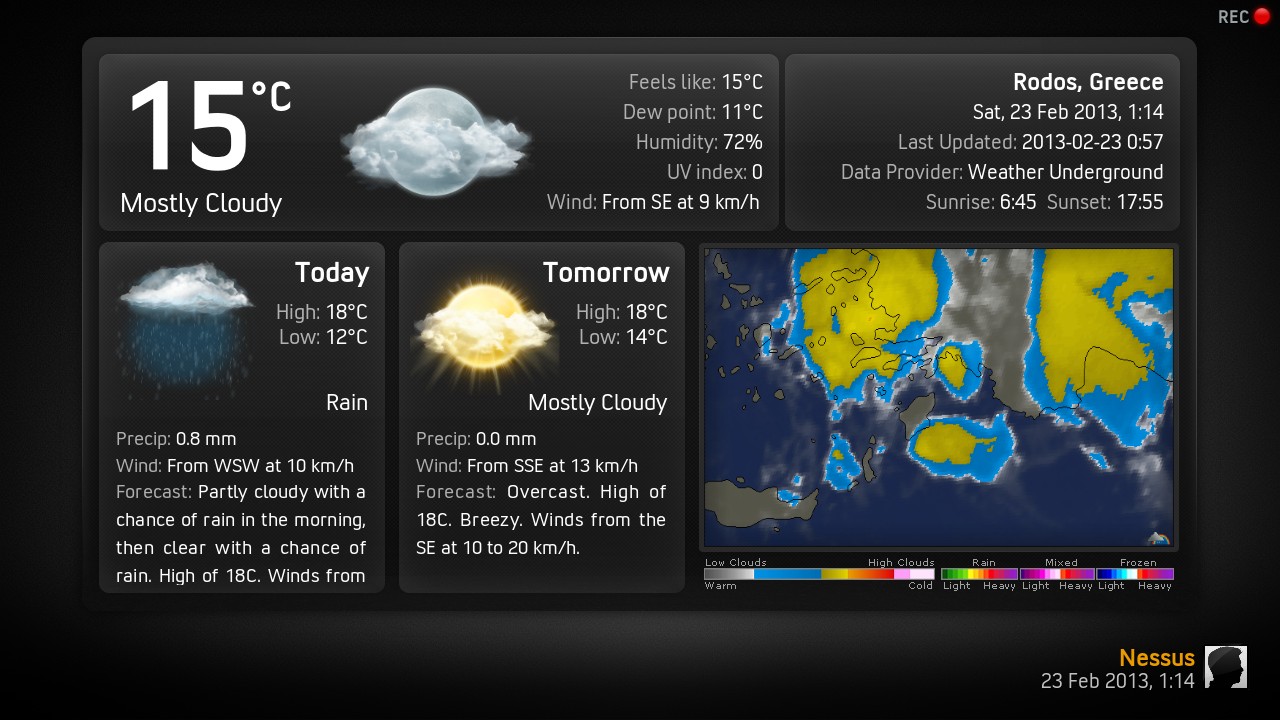 REC
15°C
Mostly Cloudy
Feels like: 15°C
Dew point: 11°C
Humidity: 72%
UV index: 0
Wind: From SE at 9 km/h
Rodos, Greece
Sat, 23 Feb 2013, 1:14
Last Updated: 2013-02-23 0:57
Data Provider: Weather Underground
Sunrise: 6:45 Sunset: 17:55
Today
High: 18°C
Low: 12°C
Rain
Precip: 0.8 mm
Wind: From WSW at 10 km/h
Forecast: Partly cloudy with a
chance of rain in the morning,
then clear with a chance of
rain. High of 18C. Winds from
Tomorrow
High: 18°C
Low: 14°C
Mostly Cloudy
Precip: 0.0 mm
Wind: From SSE at 13 km/h
Forecast: Overcast. High of
18C. Breezy. Winds from the
SE at 10 to 20 km/h.
Low Clouds High Clouds Rain Mixed Frozen
Warm Cold Light Heavy Light Heavy Light Heavy
Nessus
23 Feb 2013, 1:14